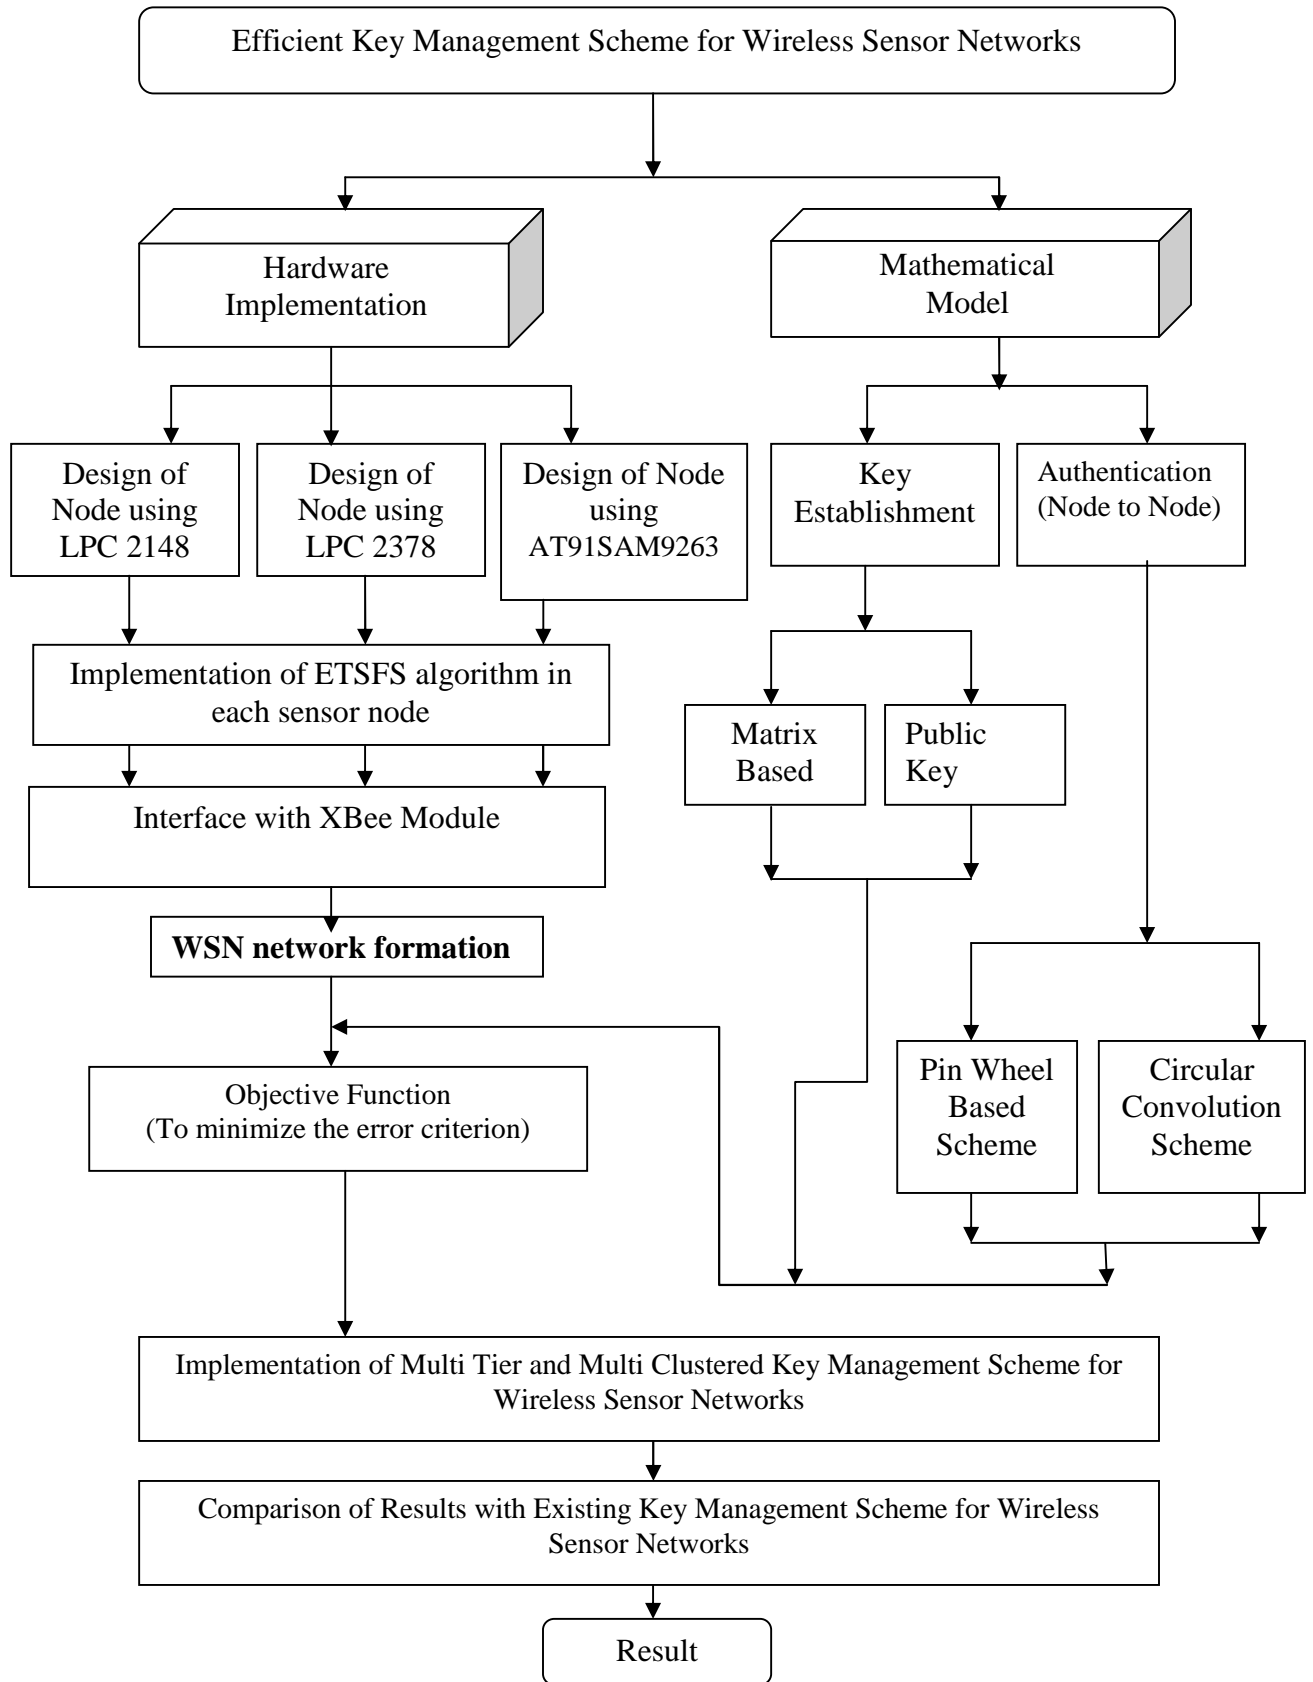 Efficient Key Management Scheme for Wireless Sensor Networks
Hardware
Implementation
Mathematical
Model
Design of
Node using
LPC 2148
Design of
Node using
LPC 2378
Design of Node
using
AT91SAM9263
Key
Establishment
Authentication
(Node to Node)
Implementation of ETSFS algorithm in
each sensor node
Matrix
Based
Public
Key
Interface with XBee Module
WSN network formation
Objective Function
(To minimize the error criterion)
Pin Wheel
Based
Scheme
Circular
Convolution
Scheme
Implementation of Multi Tier and Multi Clustered Key Management Scheme for
Wireless Sensor Networks
Comparison of Results with Existing Key Management Scheme for Wireless
Sensor Networks
Result